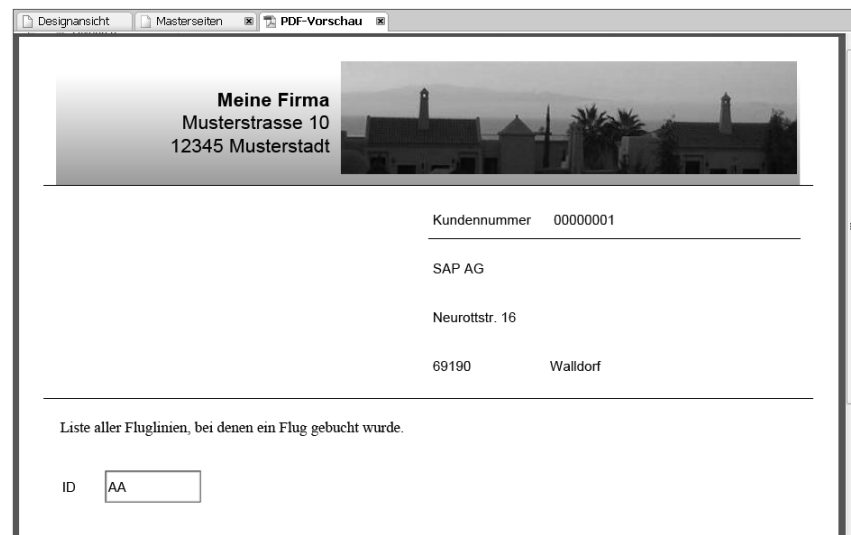 Designansicht Masterseiten PDF-Vorschau
Meine Firma
Musterstrasse 10
12345 Musterstadt
Kundennummer 00000001
SAP AG
Neurottstr. 16
69190 Walldorf
Liste aller Fluglinien, bei denen ein Flug gebucht wurde.
ID AA